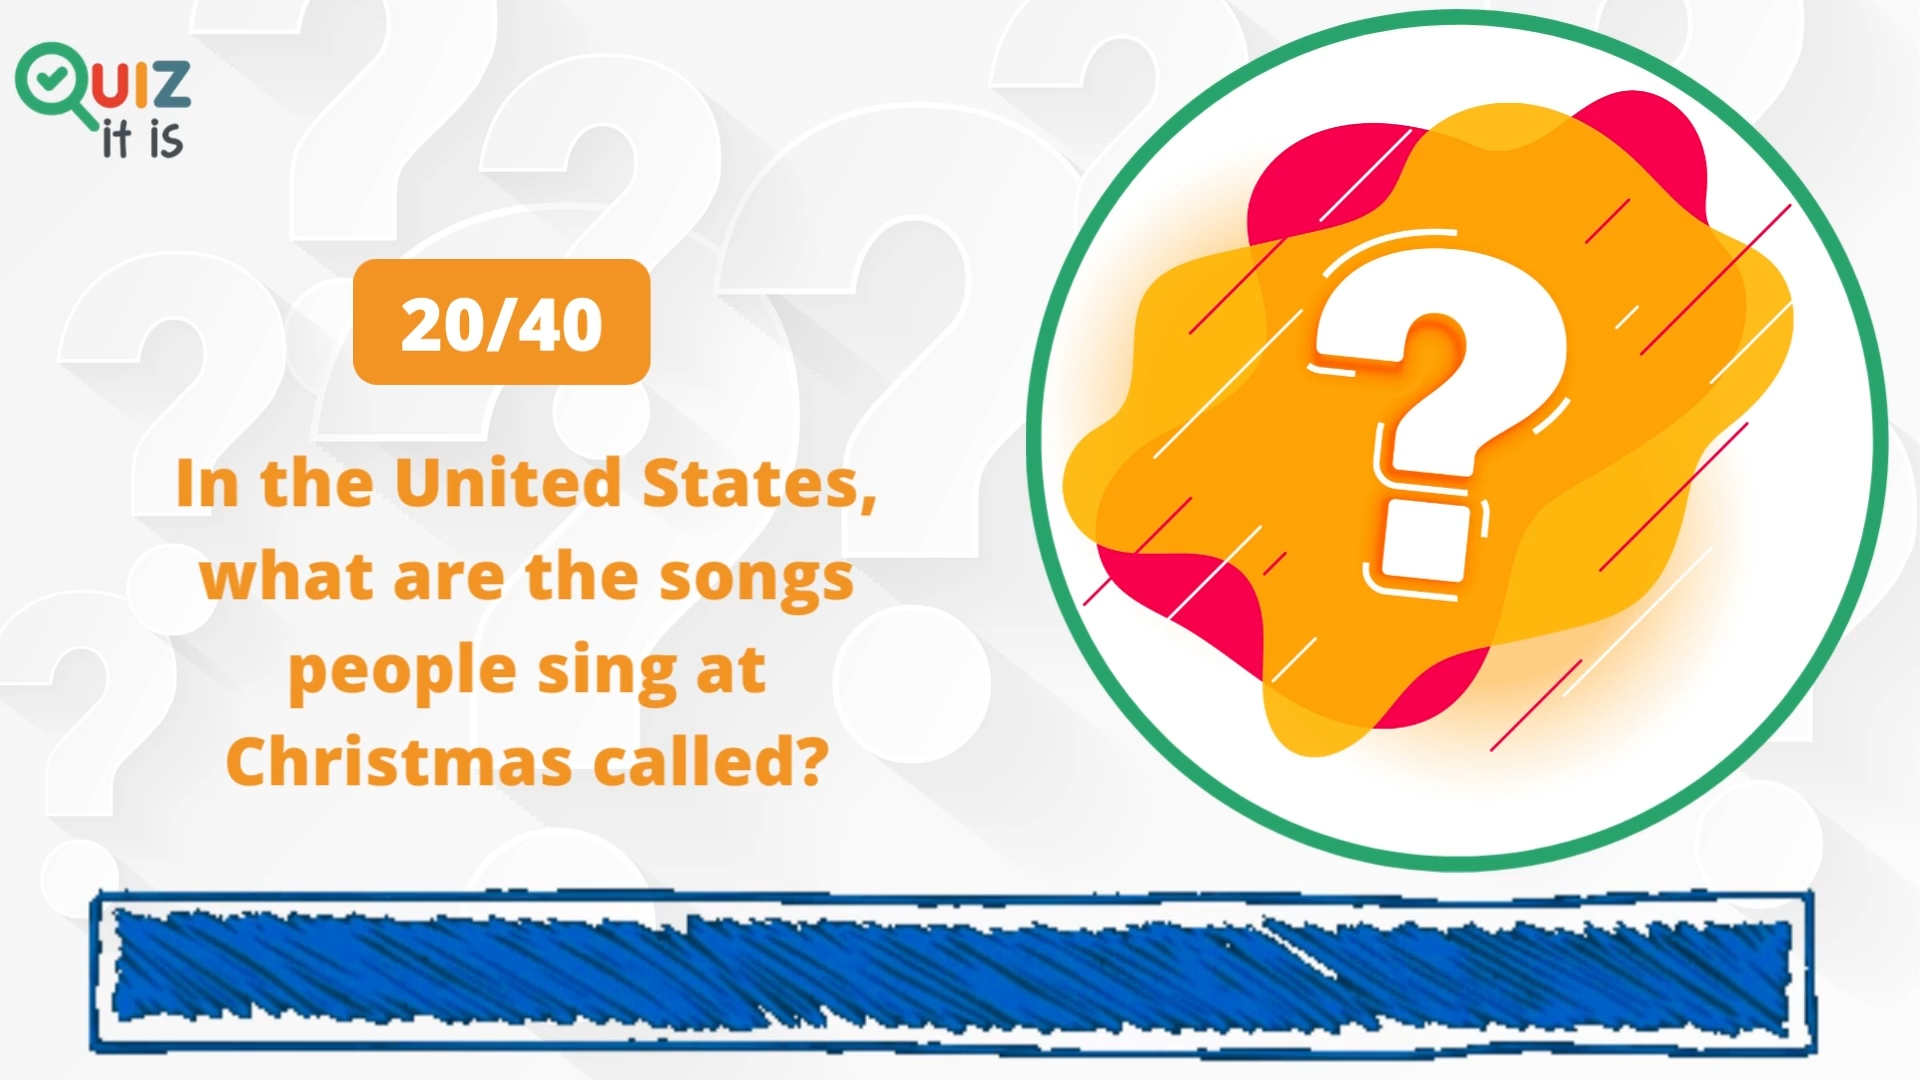 QUIZ
it is
20/40
In the United States,
what are the songs
people sing at
Christmas called?